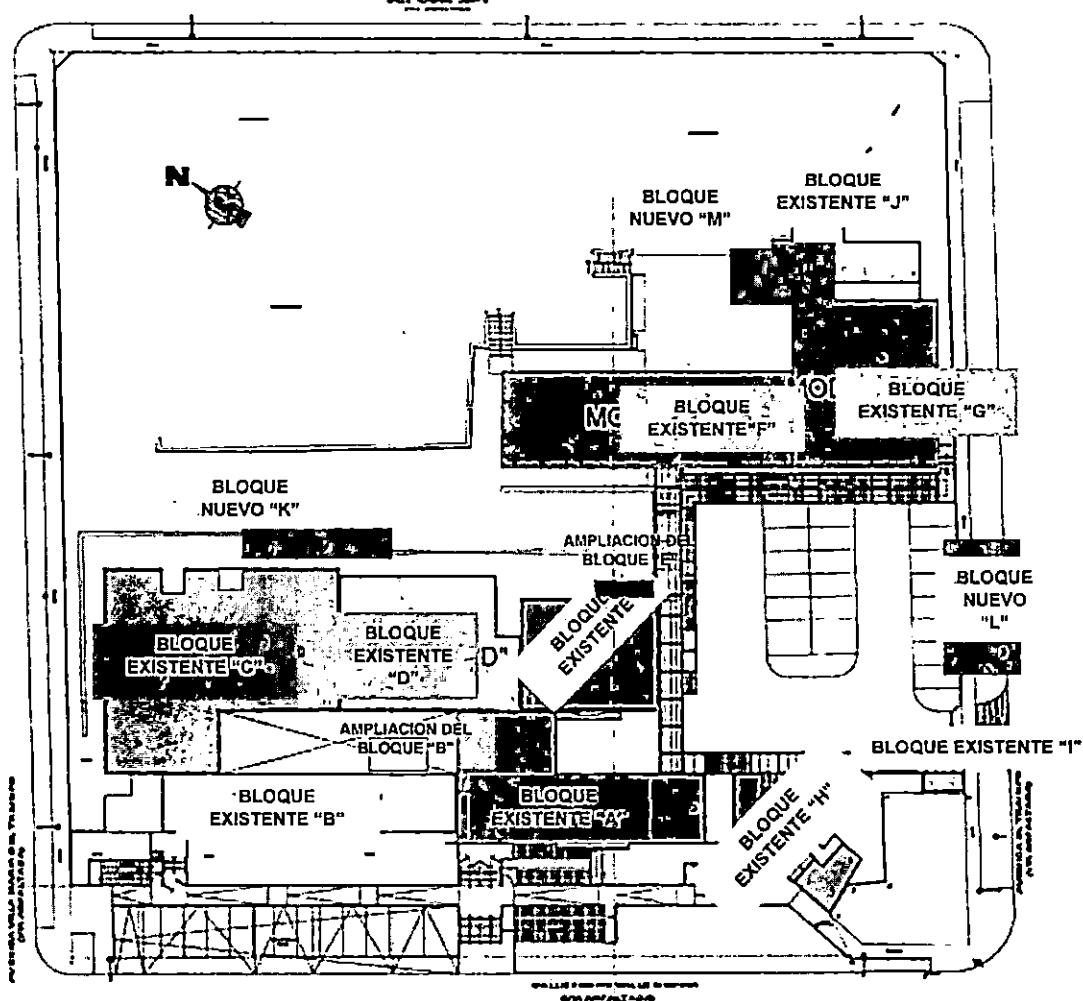 N
BLOQUE
NUEVO "M"
BLOQUE
EXISTENTE "J"
BLOQUE
EXISTENTE "F"
BLOQUE
EXISTENTE "G"
BLOQUE
NUEVO "K"
AMPLIACION DEL
BLOQUE "E"
BLOQUE
EXISTENTE
BLOQUE
NUEVO
"L"
BLOQUE
EXISTENTE "C"
BLOQUE
EXISTENTE
"D"
D"
AMPLIACION DEL
BLOQUE "B"
BLOQUE EXISTENTE "I"
BLOQUE
EXISTENTE "B"
BLOQUE
EXISTENTE "A"
BLOQUE
EXISTENTE "H"